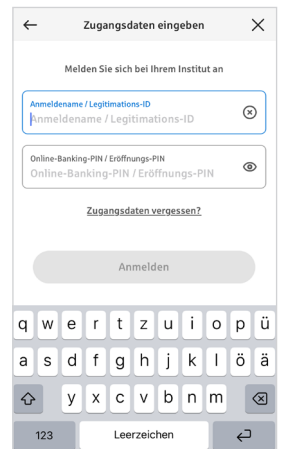 Zugangsdaten eingeben
Melden Sie sich bei Ihrem Institut an
Anmeldename / Legitimations-ID
Anmeldename / Legitimations-ID
Online-Banking-PIN / Eröffnungs-PIN
Online-Banking-PIN / Eröffnungs-PIN
Zugangsdaten vergessen?
Anmelden
q w e r t z u i o p ü
a s d f g h j k l ö ä
y x c v b n m
123 Leerzeichen